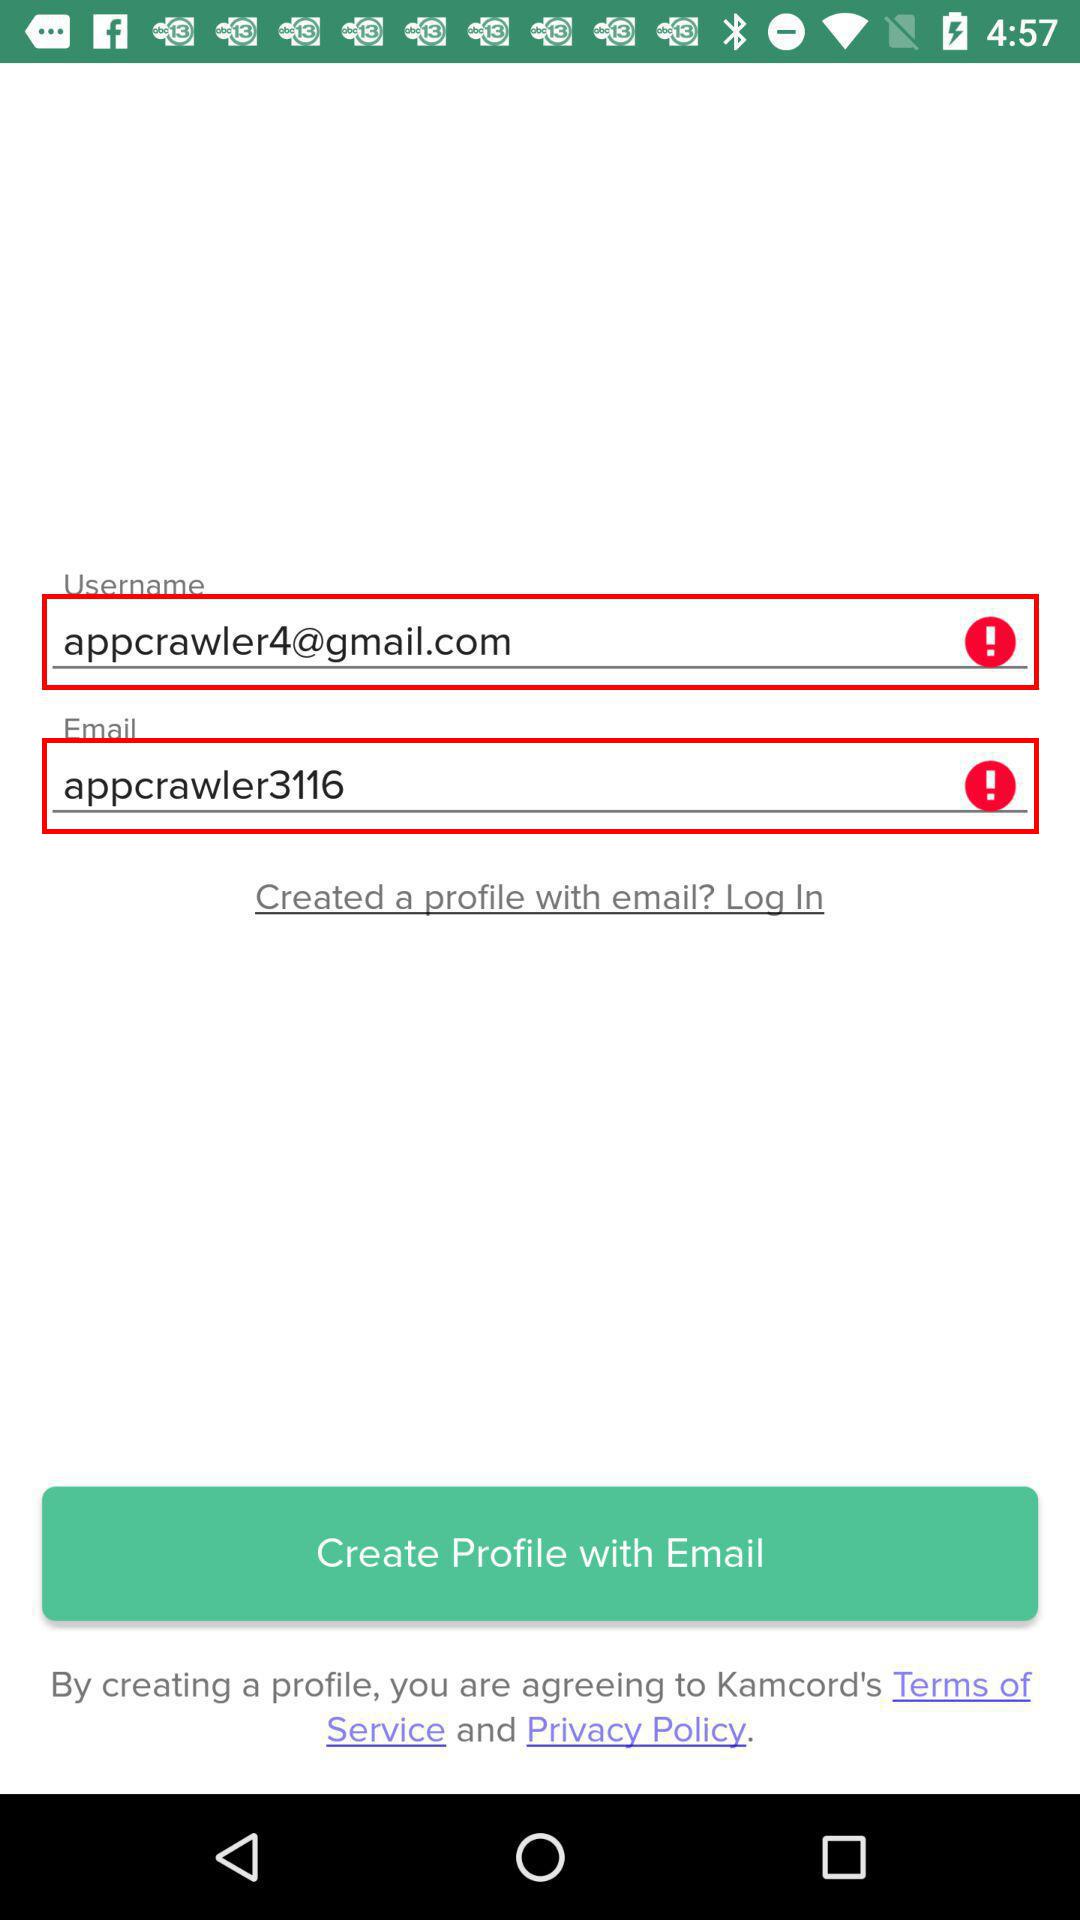 4:57
Username
appcrawler4@gmail.com
Email
appcrawler3116
Created a profile with email? Log In
Create Profile with Email
By creating a profile, you are agreeing to Kamcord's Terms of
Service and Privacy Policy.